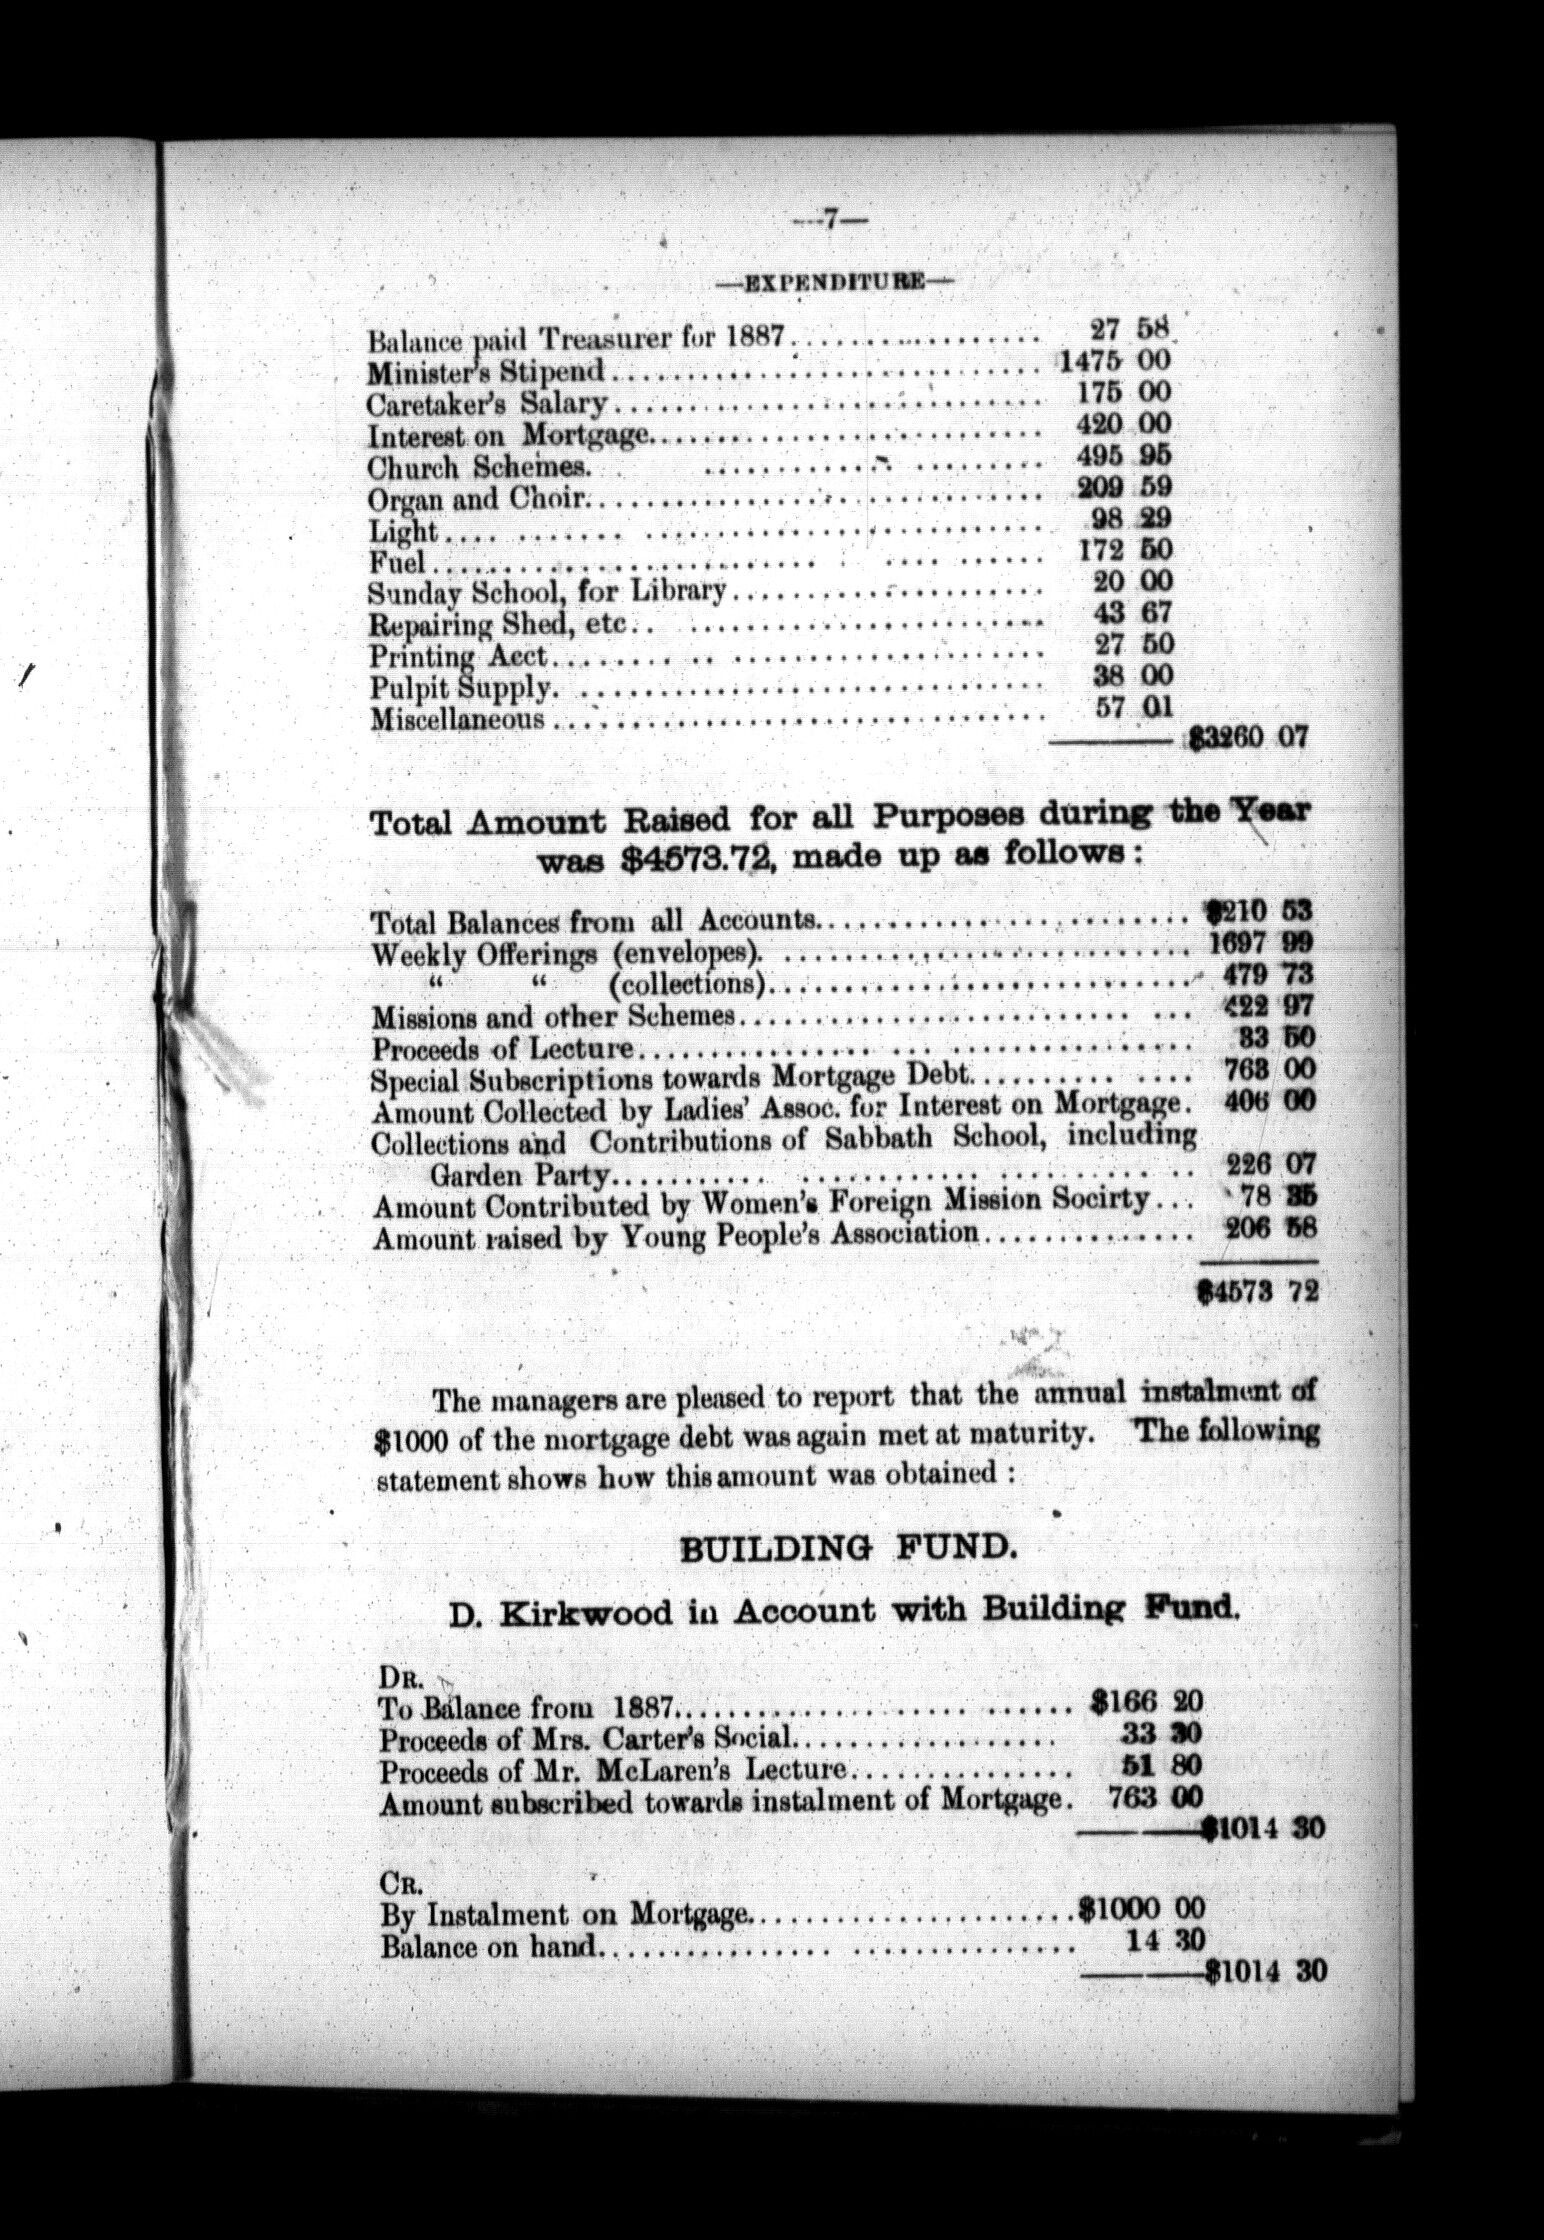 —7—
—EXPENDITURE—
Balance paid Treasurer for 1887.................. 27 58
Minister's Stipend............................. 1475 00
Caretaker's Salary............................. 175 00
Interest on Mortgage........................... 420 00
Church Schemes. ............ ......... 495 95
Organ and Choir............................... 209 59
Light.... ....... ........................... 98 29
Fuel.......................... . .... ...... 172 50
Sunday School, for Library..................... 20 00
Repairing Shed, etc.. ........................ 43 67
Printing Acct........ .. ..................... 27 50
Pulpit Supply. ............................... 38 00
Miscellaneous................................. 57 01
$3260 07
Total Amount Raised for all Purposes during the Year
was $4573.72, made up as follows:
Total Balances from all Accounts......................... $210 53
Weekly Offerings (envelopes). ........................... 1697 99
“ “ (collections)............................ 479 73
Missions and other Schemes.......................... ... 422 97
Proceeds of Lecture................ ... ................ 83 50
Special Subscriptions towards Mortgage Debt.......... .... 763 00
Amount Collected by Ladies' Assoc. for Interest on Mortgage. 406 00
Collections and Contributions of Sabbath School, including
Garden Party........... ............ .......... .. 226 07
Amount Contributed by Women's Foreign Mission Socirty... 78 35
Amount raised by Young People's Association.............. 206 58
$4573 72
The managers are pleased to report that the annual instalment of
$1000 of the mortgage debt was again met at maturity. The following
statement shows how this amount was obtained :
BUILDING FUND.
D. Kirkwood in Account with Building Fund.
DR.
To Balance from 1887................... ...... $166 20
Proceeds of Mrs. Carter's Social.................. 33 30
Proceeds of Mr. McLaren's Lecture............... 51 80
Amount subscribed towards instalment of Mortgage. 763 00
$1014 30
CR.
By Instalment on Mortgage......................$1000 00
Balance on hand................ ............... 14 30
$1014 30